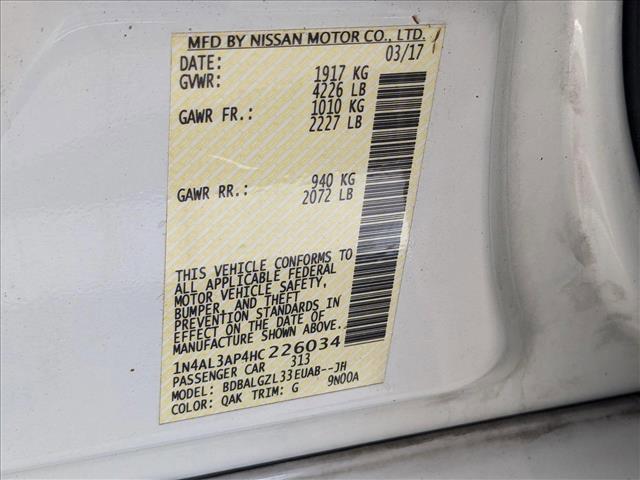 MFD BY NISSAN MOTOR CO., LTD.
DATE: 03/17
GVWR: 1917 KG
4226 LB
GAWR FR.: 1010 KG
2227 LB
GAWR RR.: 940 KG
2072 LB
THIS VEHICLE CONFORMS TO
ALL APPLICABLE FEDERAL
MOTOR VEHICLE SAFETY,
BUMPER, AND THEFT
PREVENTION STANDARDS IN
EFFECT ON THE DATE OF
MANUFACTURE SHOWN ABOVE.
1N4AL3AP4HC226034
PASSENGER CAR 313
MODEL: BDBALGZL33EUAB--JH
COLOR: QAK TRIM: G 9N00A